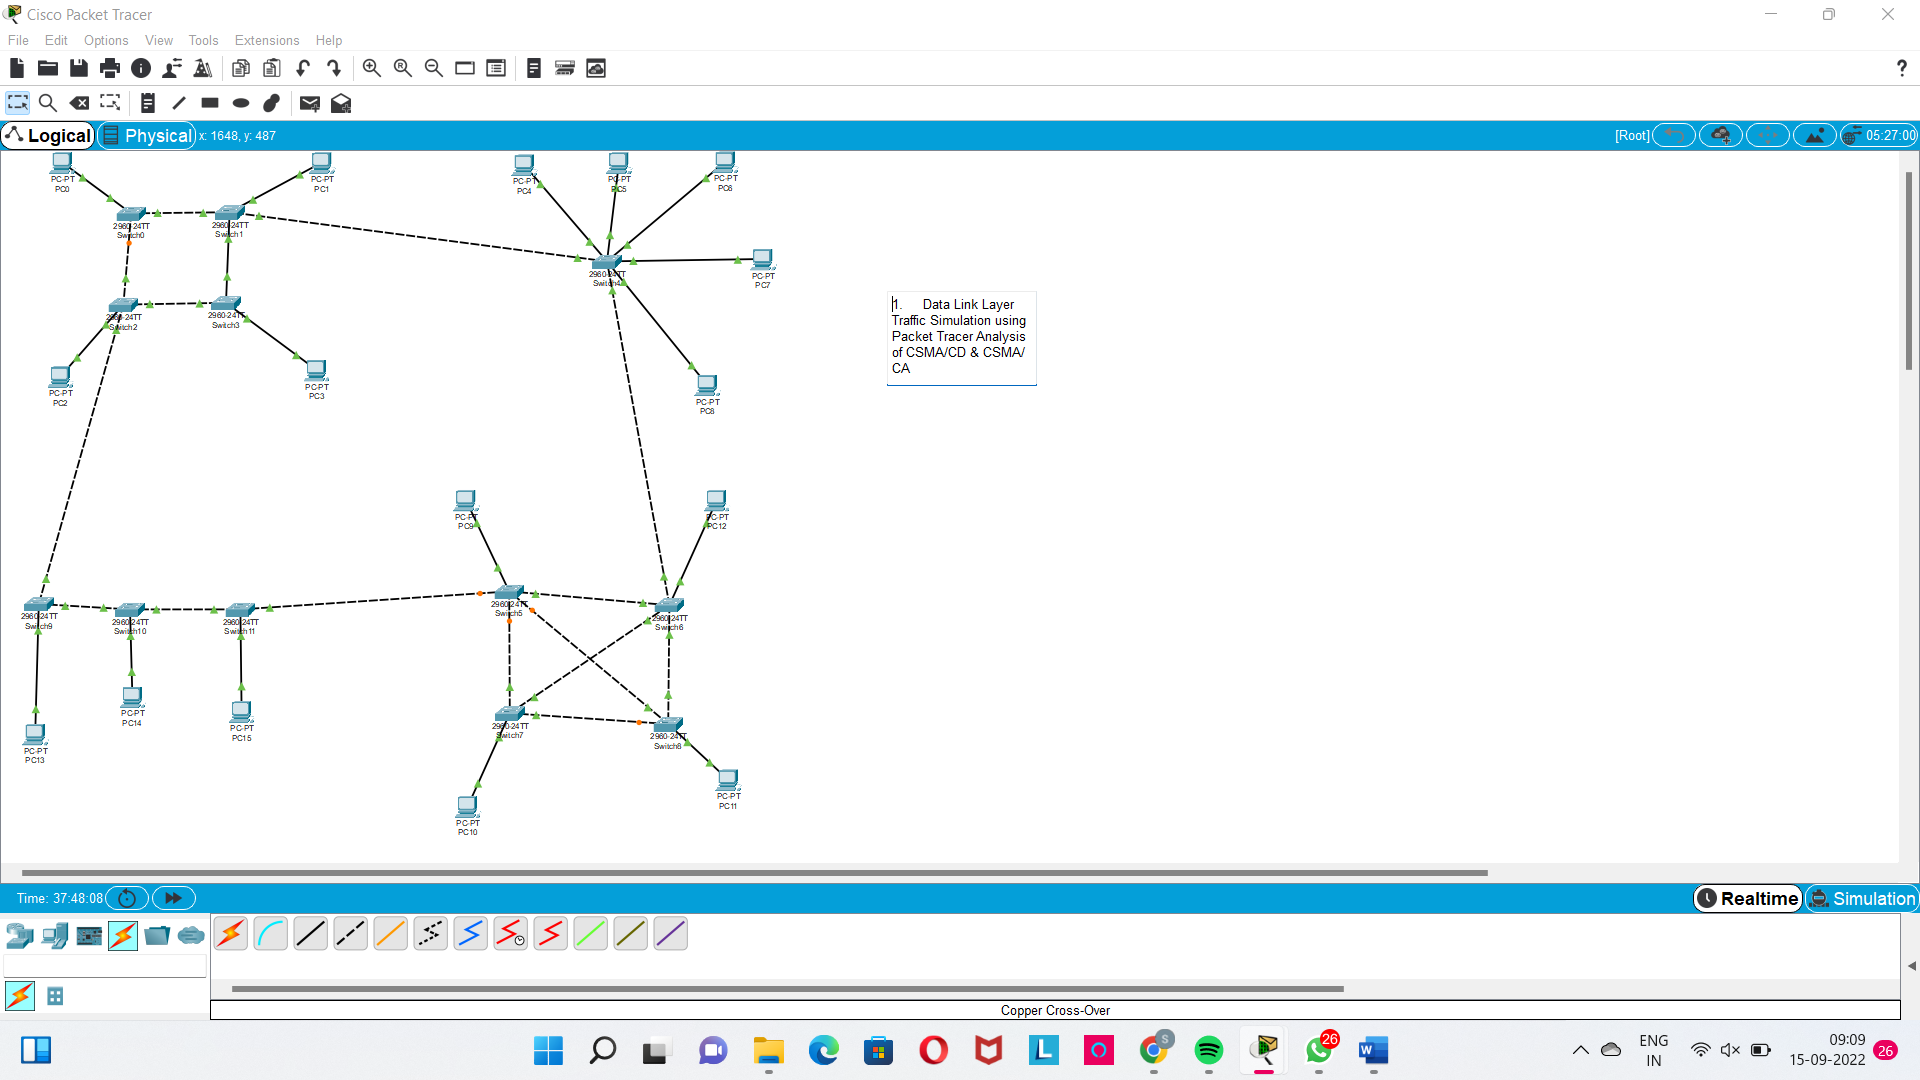 Cisco Packet Tracer
File Edit Options View Tools Extensions Help
?
Logical Physical x: 1648, y: 487 [Root] 05:27:00
PC-PT
PC0
PC-PT
PC1
PC-PT
PC4
PC-PT
PC5
PC-PT
PC6
2960-24TT
Switch0
2960-24TT
Switch1
2960-24TT
Switch4
PC-PT
PC7
2960-24TT
Switch2
2960-24TT
Switch3
1. Data Link Layer
Traffic Simulation using
Packet Tracer Analysis
of CSMA/CD & CSMA/
CA
PC-PT
PC2
PC-PT
PC3
PC-PT
PC8
PC-PT
PC9
PC-PT
PC12
2960-24TT
Switch9
2960-24TT
Switch10
2960-24TT
Switch11
2960-24TT
Switch5
2960-24TT
Switch6
PC-PT
PC13
PC-PT
PC14
PC-PT
PC15
2960-24TT
Switch7
2960-24TT
Switch8
PC-PT
PC10
PC-PT
PC11
Time: 37:48:08 Realtime Simulation
Copper Cross-Over
ENG
IN
09:09
15-09-2022
26
26